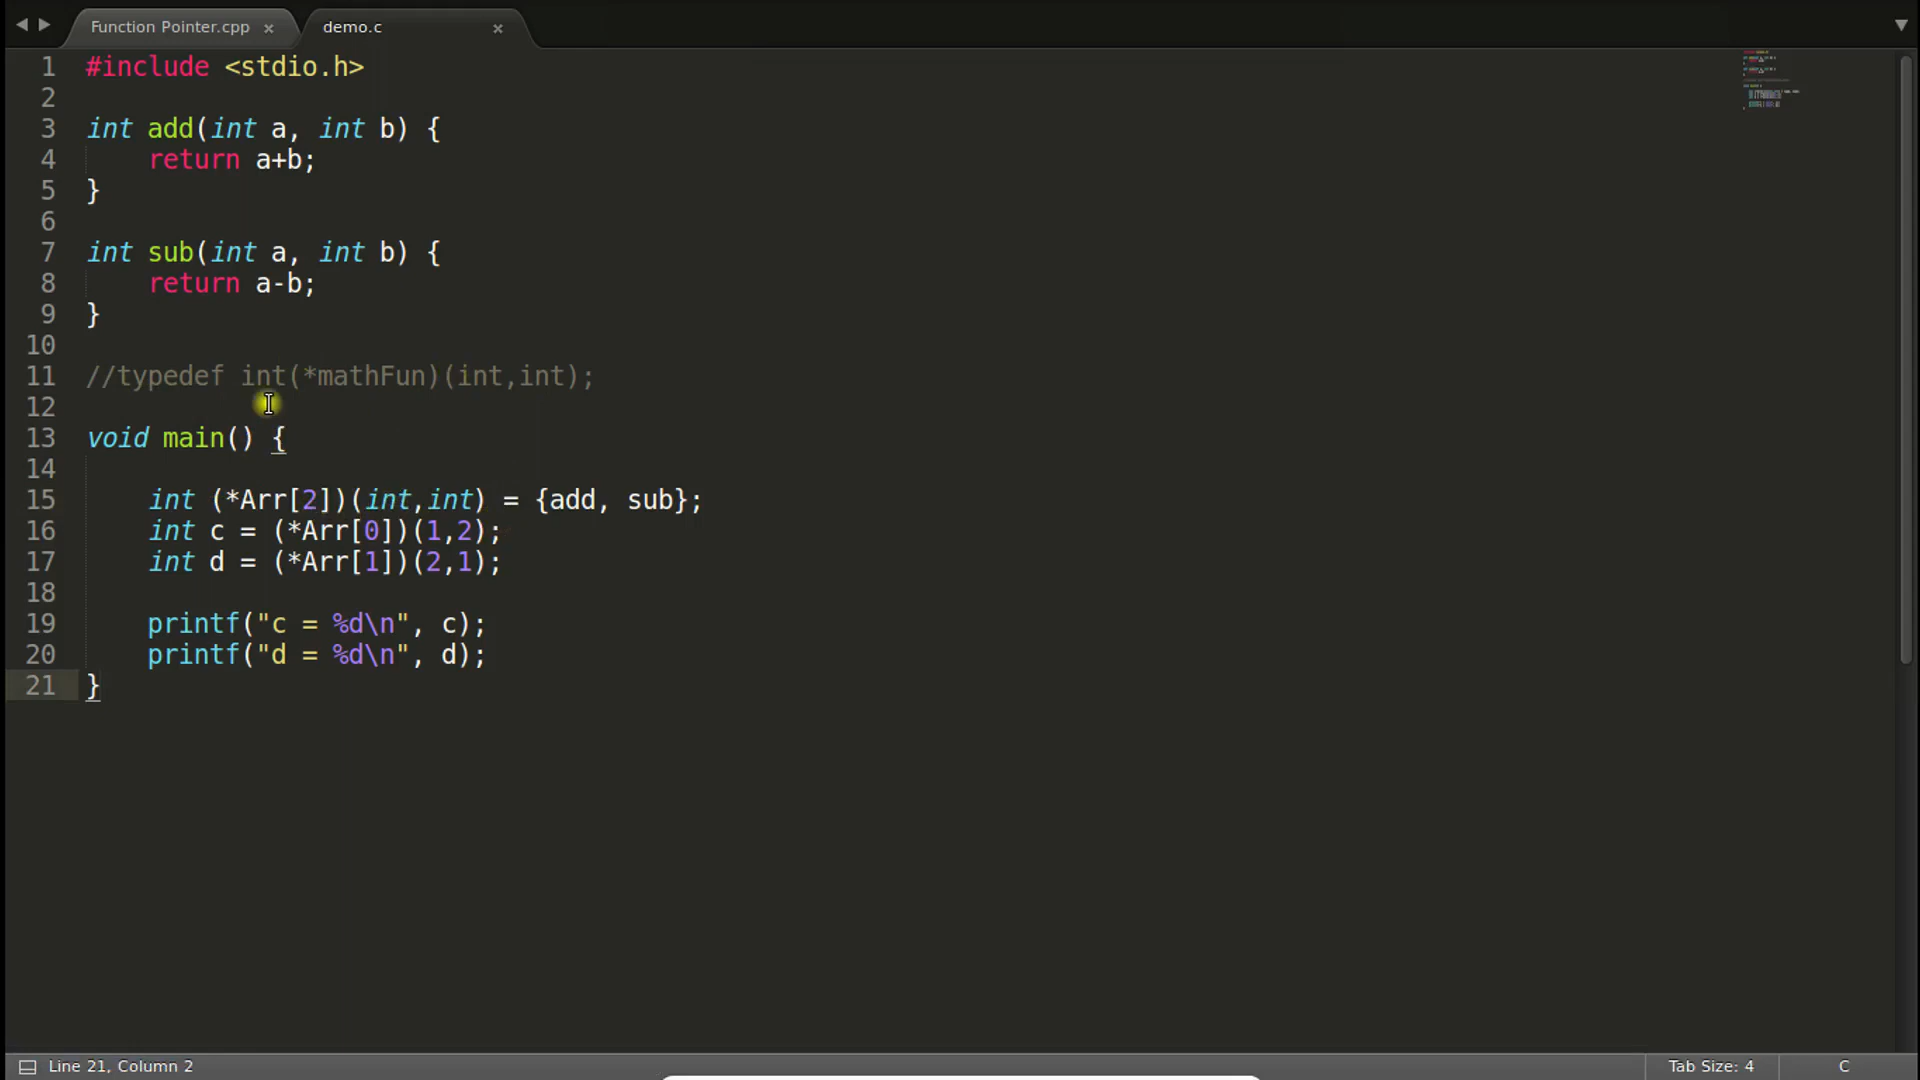 Function Pointer.cpp × demo.c ×
1 #include <stdio.h>
2
3 int add(int a, int b) {
4     return a+b;
5 }
6
7 int sub(int a, int b) {
8     return a-b;
9 }
10
11 //typedef int(*mathFun)(int,int);
12
13 void main() {
14
15     int (*Arr[2])(int,int) = {add, sub};
16     int c = (*Arr[0])(1,2);
17     int d = (*Arr[1])(2,1);
18
19     printf("c = %d\n", c);
20     printf("d = %d\n", d);
21 }
Line 21, Column 2 Tab Size: 4 C